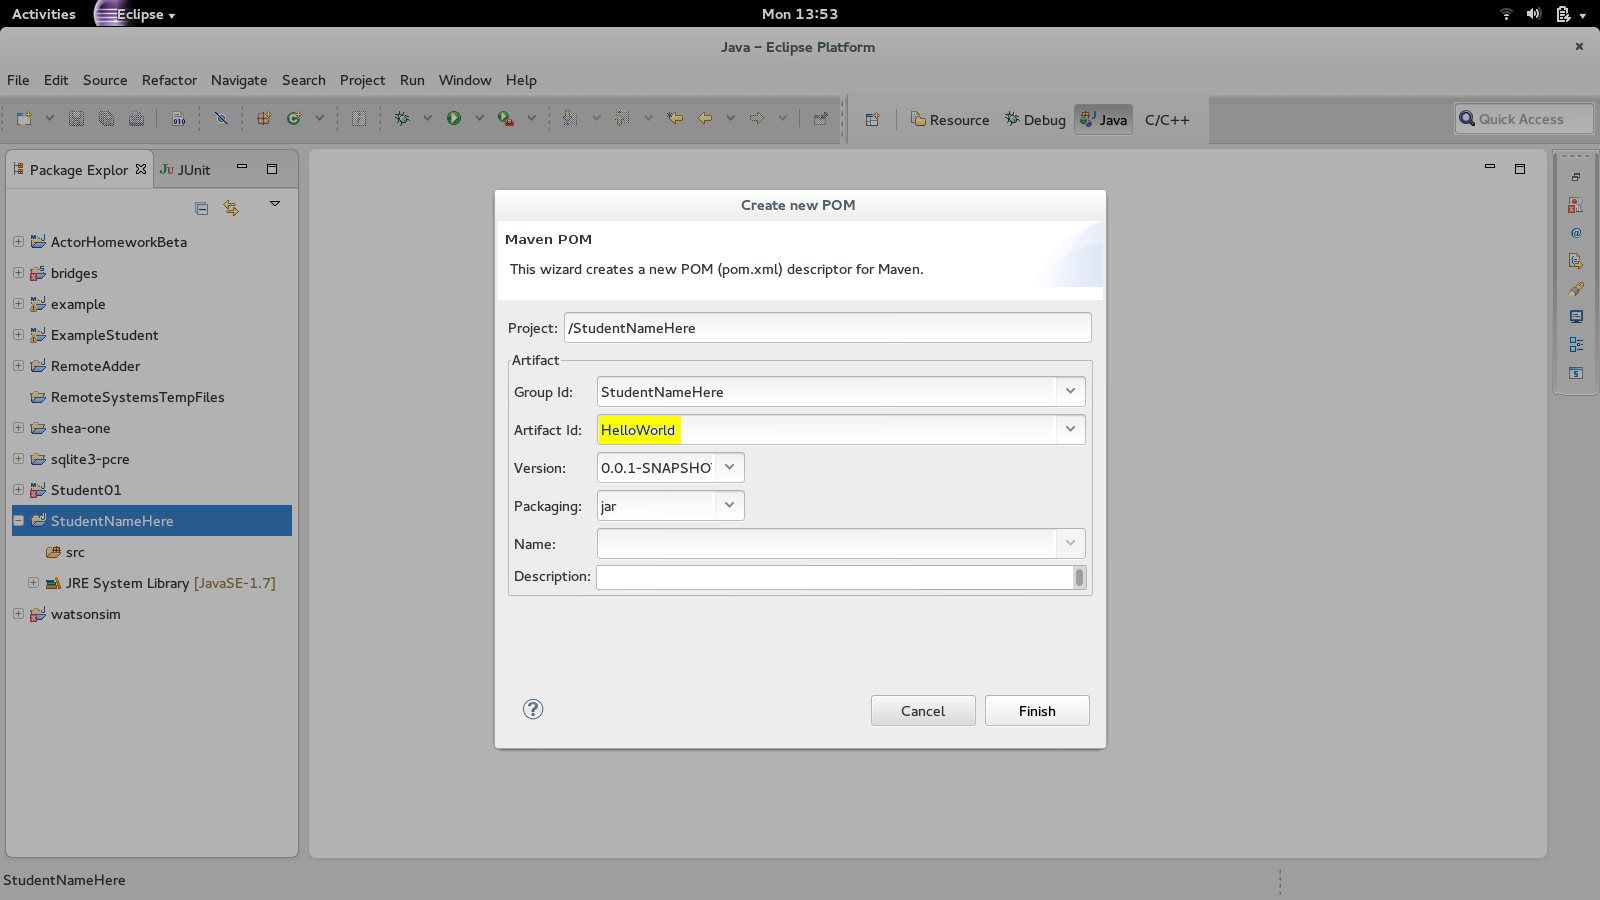 Activities
Eclipse
Mon 13:53
Java – Eclipse Platform
File Edit Source Refactor Navigate Search Project Run Window Help
Resource
Debug
Java
C/C++
Quick Access
Package Explor
JUnit
ActorHomeworkBeta
bridges
example
ExampleStudent
RemoteAdder
RemoteSystemsTempFiles
shea-one
sqlite3-pcre
Student01
StudentNameHere
src
JRE System Library [JavaSE-1.7]
watsonsim
Create new POM
Maven POM
This wizard creates a new POM (pom.xml) descriptor for Maven.
Project: /StudentNameHere
Artifact
Group Id: StudentNameHere
Artifact Id: HelloWorld
Version: 0.0.1-SNAPSHO
Packaging: jar
Name:
Description:
Cancel
Finish
StudentNameHere